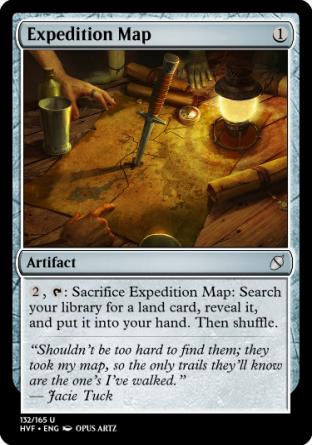 Expedition Map 1
Artifact
2, T: Sacrifice Expedition Map: Search
your library for a land card, reveal it,
and put it into your hand. Then shuffle.
“Shouldn't be too hard to find them; they
took my map, so the only trails they'll know
are the one's I've walked.”
— Jacie Tuck
132/165 U
HVF • ENG OPUS ARTZ